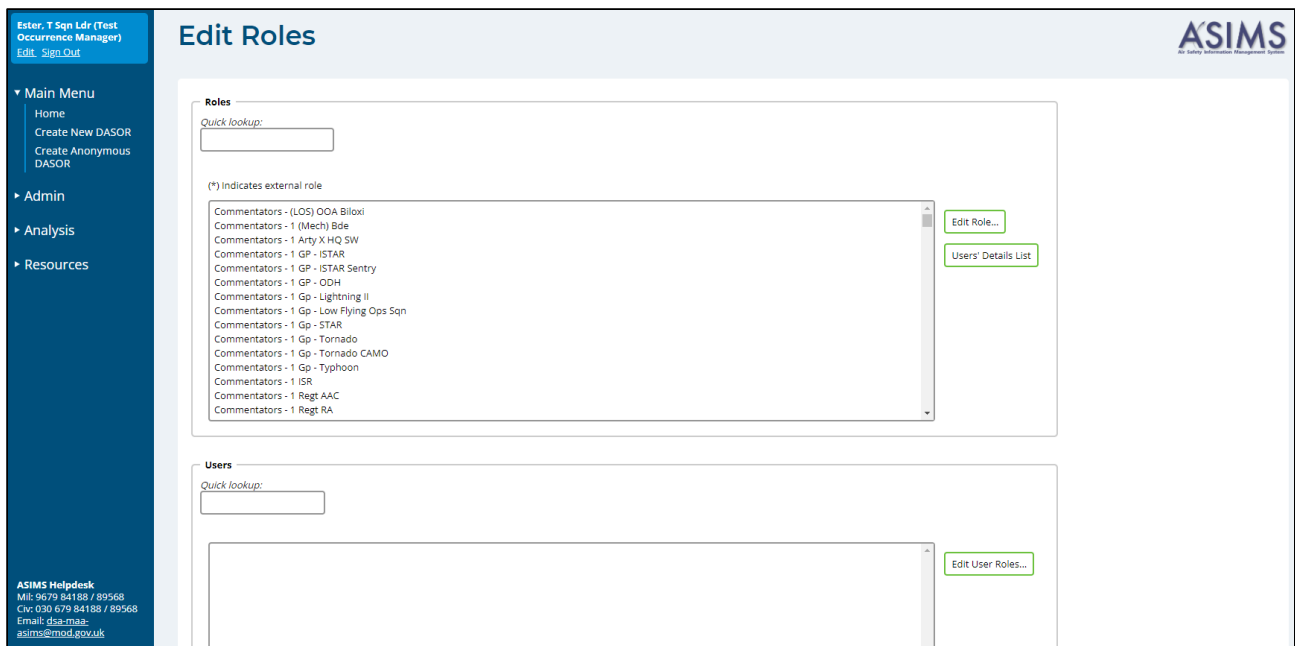 Ester, T Sqn Ldr (Test
Occurrence Manager)
Edit Sign Out
Main Menu
Home
Create New DASOR
Create Anonymous
DASOR
Admin
Analysis
Resources
ASIMS Helpdesk
Mil: 9679 84188 / 89568
Civ: 030 679 84188 / 89568
Email: dsa-maa-
asims@mod.gov.uk
Edit Roles
ASIMS
Air Safety Information Management System
Roles
Quick lookup:
(*) Indicates external role
Commentators - (LOS) OOA Biloxi
Commentators - 1 (Mech) Bde
Commentators - 1 Arty X HQ SW
Commentators - 1 GP - ISTAR
Commentators - 1 GP - ISTAR Sentry
Commentators - 1 GP - ODH
Commentators - 1 Gp - Lightning II
Commentators - 1 Gp - Low Flying Ops Sqn
Commentators - 1 Gp - STAR
Commentators - 1 Gp - Tornado
Commentators - 1 Gp - Tornado CAMO
Commentators - 1 Gp - Typhoon
Commentators - 1 ISR
Commentators - 1 Regt AAC
Commentators - 1 Regt RA
Edit Role...
Users' Details List
Users
Quick lookup:
Edit User Roles...